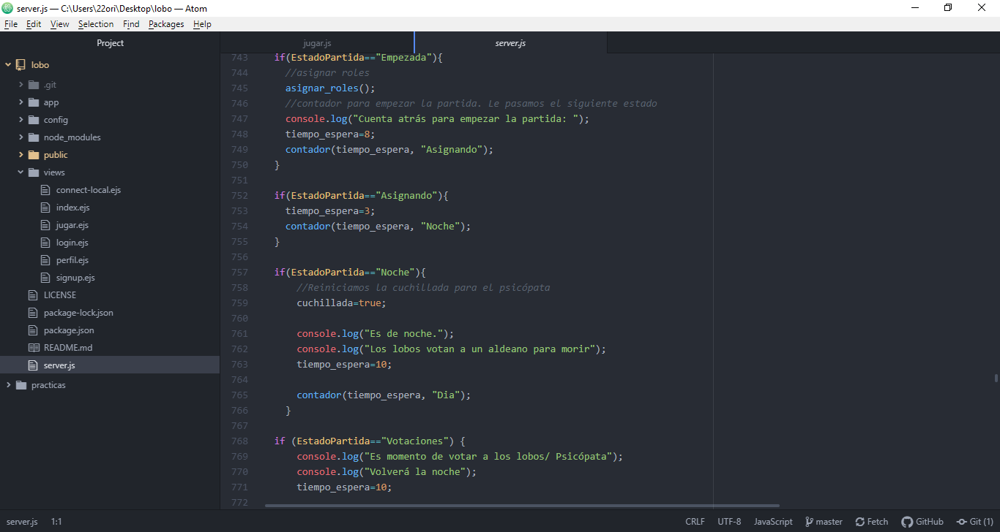 server.js — C:\Users\22ori\Desktop\lobo — Atom
File Edit View Selection Find Packages Help
Project
lobo
.git
app
config
node_modules
public
views
connect-local.ejs
index.ejs
jugar.ejs
login.ejs
perfil.ejs
signup.ejs
LICENSE
package-lock.json
package.json
README.md
server.js
practicas
jugar.js server.js
743 if(EstadoPartida=="Empezada"){
744 //asignar roles
745 asignar_roles();
746 //contador para empezar la partida. Le pasamos el siguiente estado
747 console.log("Cuenta atrás para empezar la partida: ");
748 tiempo_espera=8;
749 contador(tiempo_espera, "Asignando");
750 }
751
752 if(EstadoPartida=="Asignando"){
753 tiempo_espera=3;
754 contador(tiempo_espera, "Noche");
755 }
756
757 if(EstadoPartida=="Noche"){
758 //Reiniciamos la cuchillada para el psicópata
759 cuchillada=true;
760
761 console.log("Es de noche.");
762 console.log("Los lobos votan a un aldeano para morir");
763 tiempo_espera=10;
764
765 contador(tiempo_espera, "Dia");
766 }
767
768 if (EstadoPartida=="Votaciones") {
769 console.log("Es momento de votar a los lobos/ Psicópata");
770 console.log("Volverá la noche");
771 tiempo_espera=10;
772
server.js 1:1 CRLF UTF-8 JavaScript master Fetch GitHub Git (1)